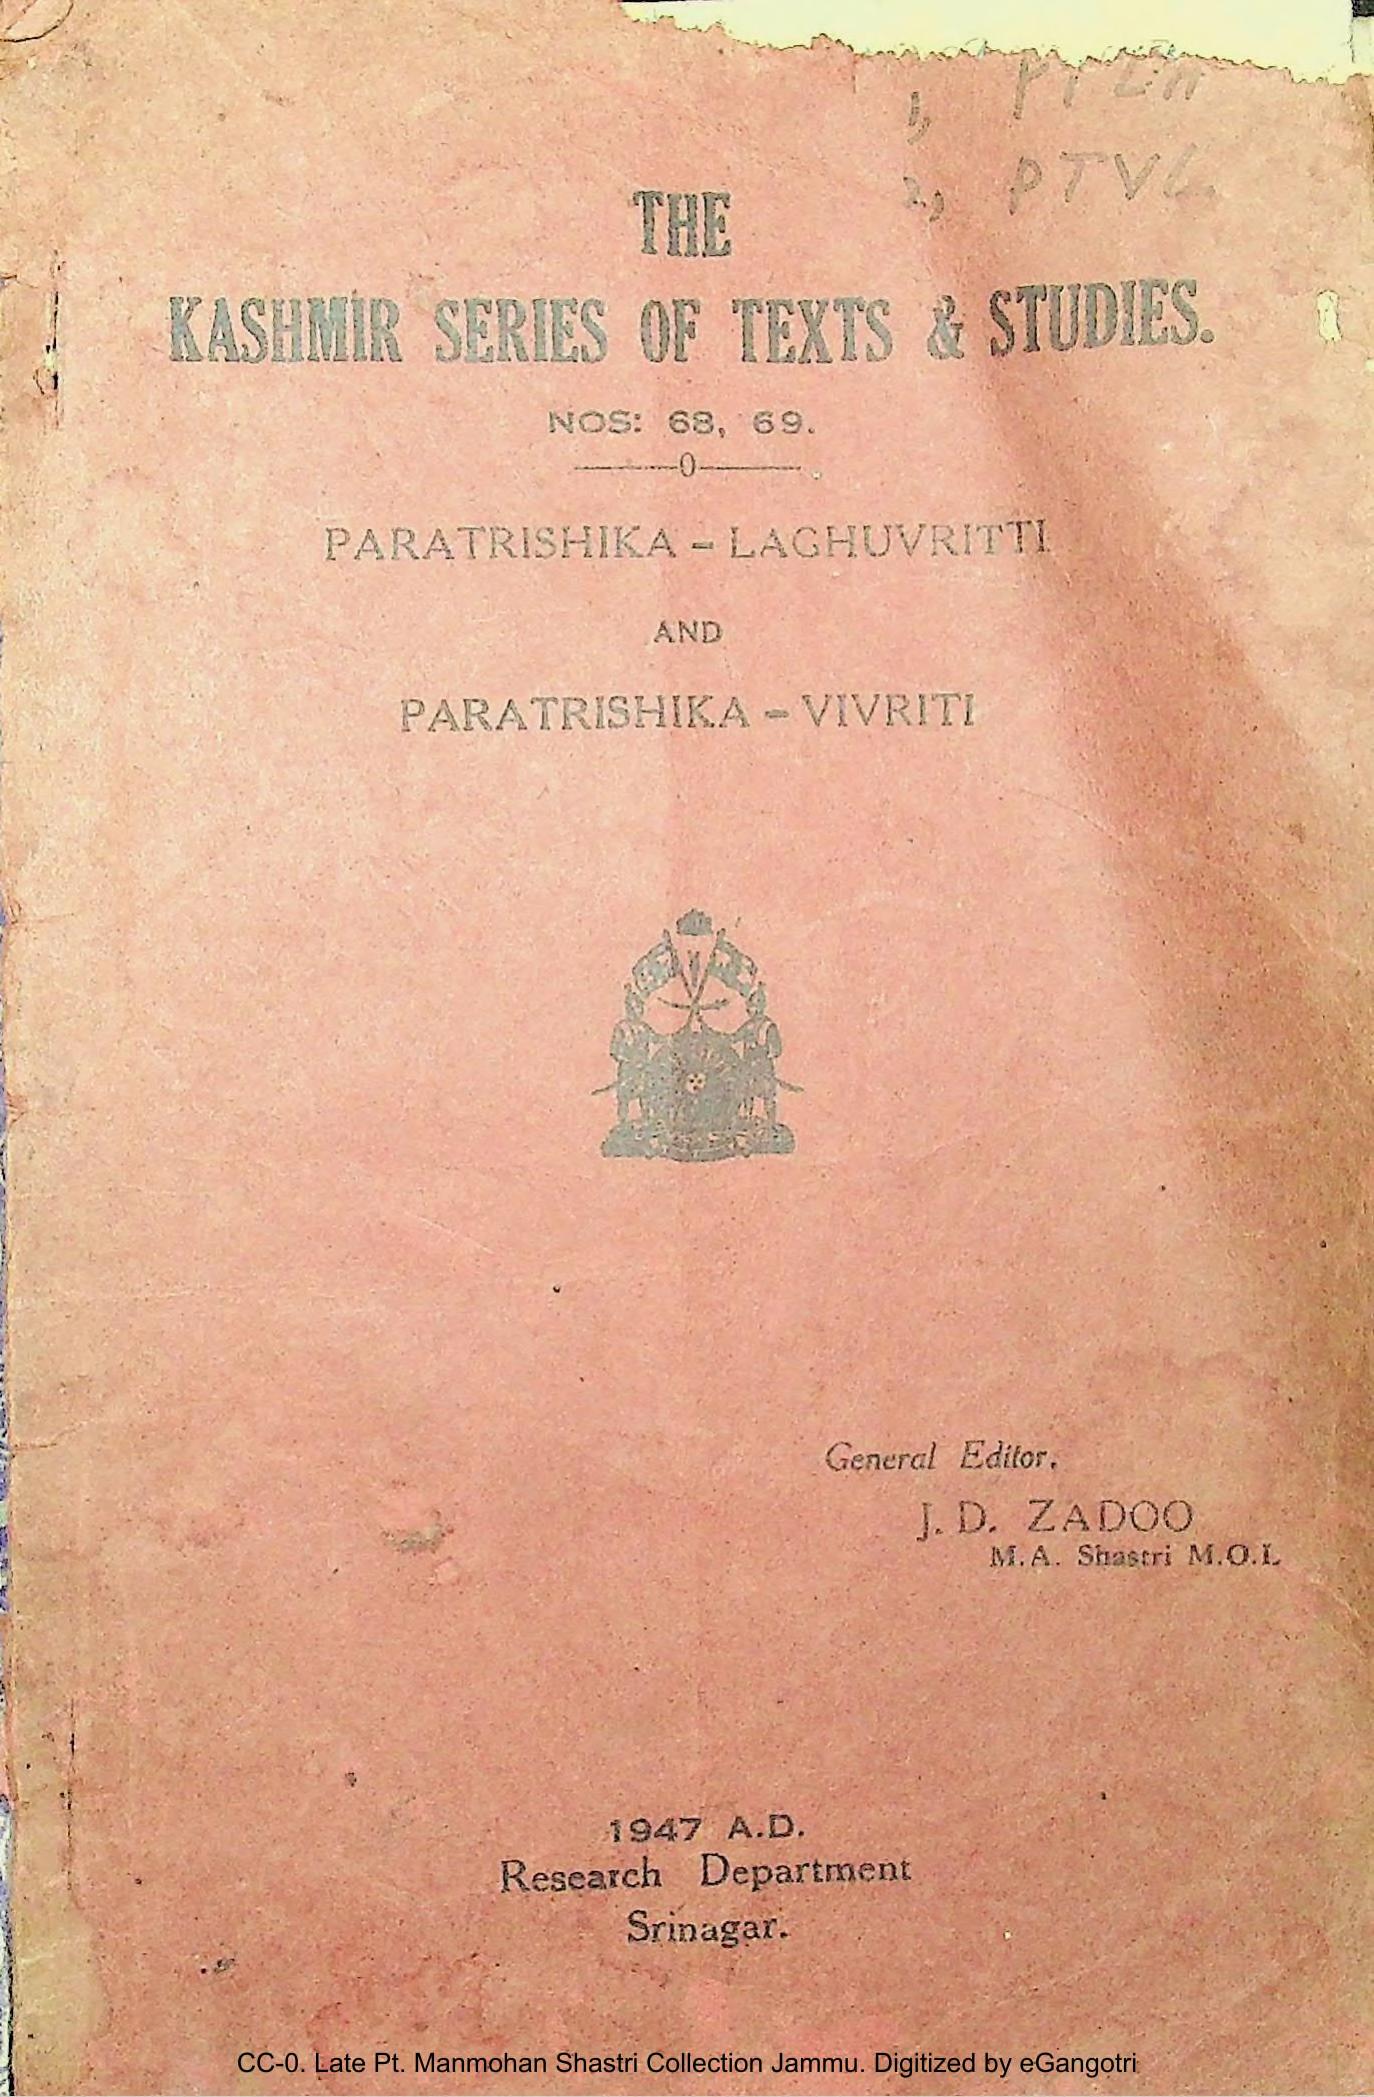 1,
2, PTVL.
THE
KASHMIR SERIES OF TEXTS & STUDIES.
NOS: 68, 69.
0
PARATRISHIKA - LAGHUVRITTI
AND
PARATRISHIKA - VIVRITI
General Editor.
J. D. ZADOO
M.A. Shastri M.O.L
1947 A.D.
Research Department
Srinagar.
CC-0. Late Pt. Manmohan Shastri Collection Jammu. Digitized by eGangotri